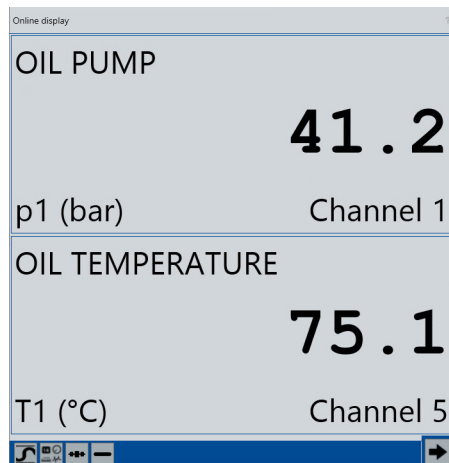 Online display
OIL PUMP
41.2
p1 (bar) Channel 1
OIL TEMPERATURE
75.1
T1 (°C) Channel 5